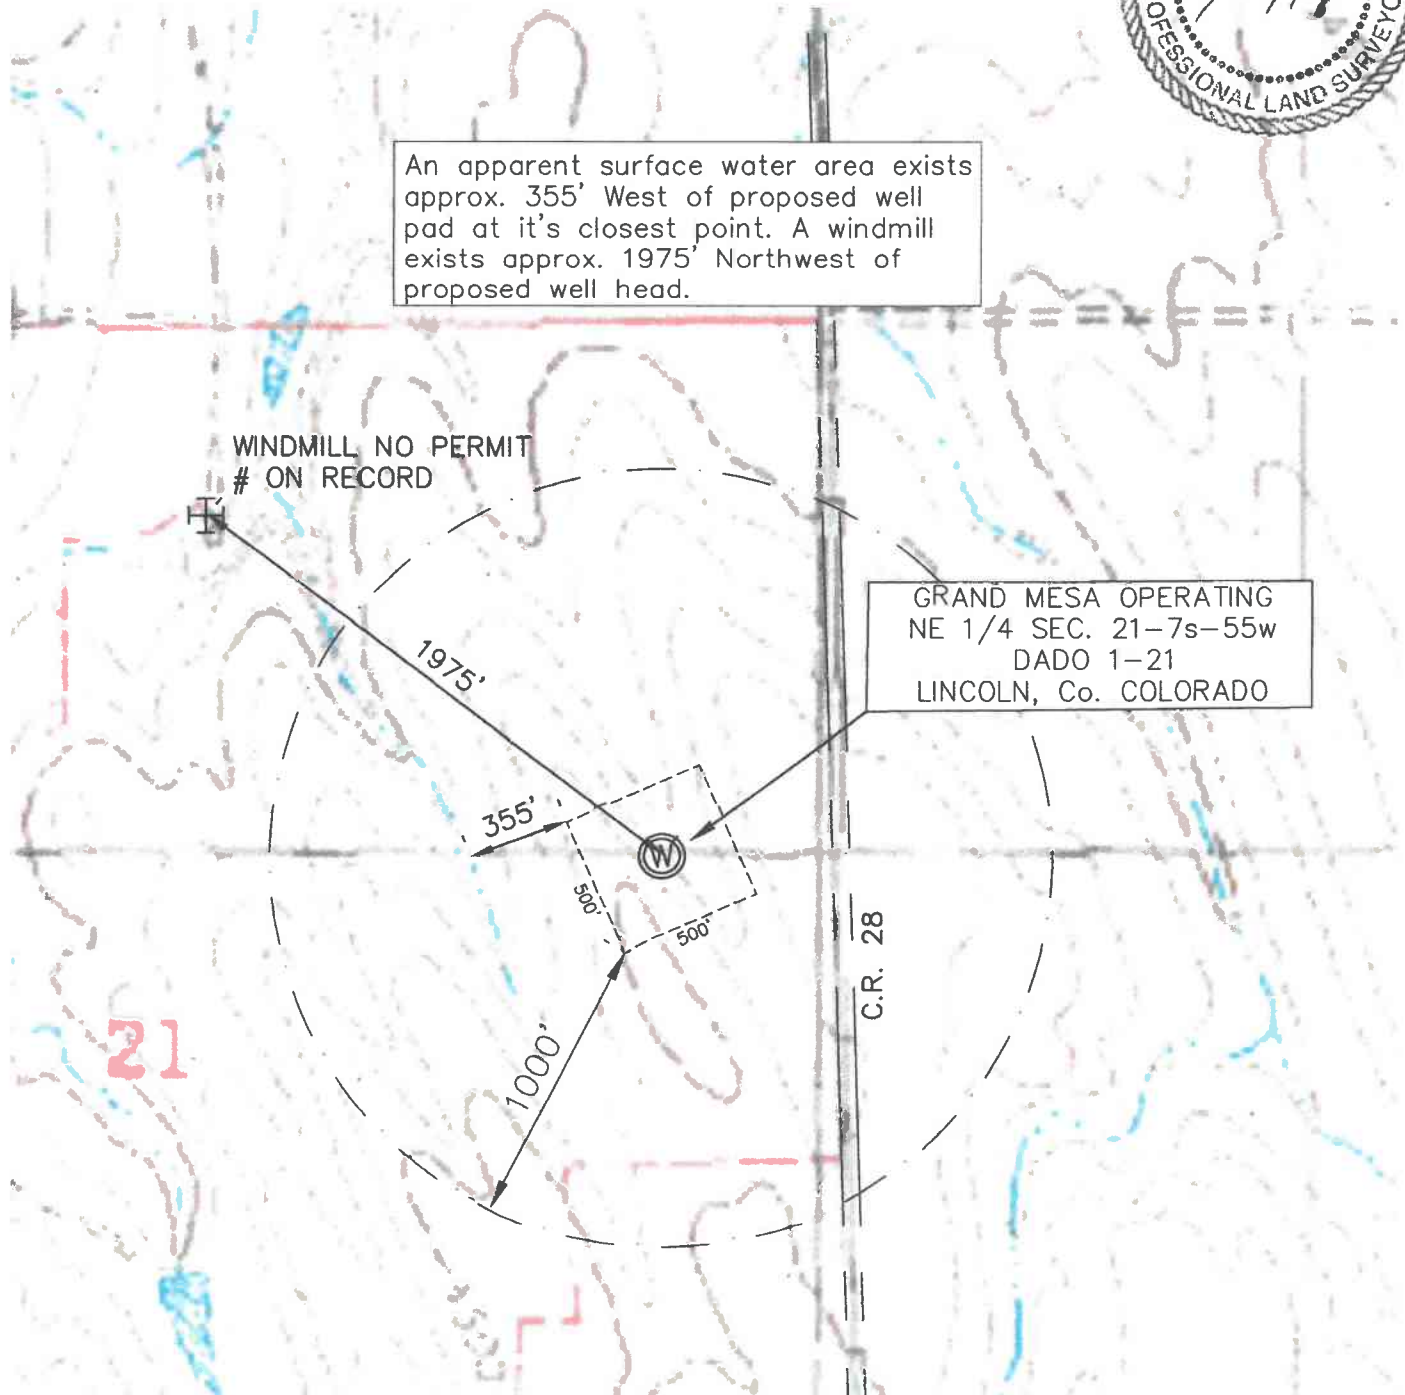 OFESSIONAL LAND SURVEYO
An apparent surface water area exists
approx. 355' West of proposed well
pad at it's closest point. A windmill
exists approx. 1975' Northwest of
proposed well head.
WINDMILL NO PERMIT
# ON RECORD
GRAND MESA OPERATING
NE 1/4 SEC. 21-7s-55w
DADO 1-21
LINCOLN, Co. COLORADO
1975'
355'
W
500'
500'
C.R. 28
21
1000'